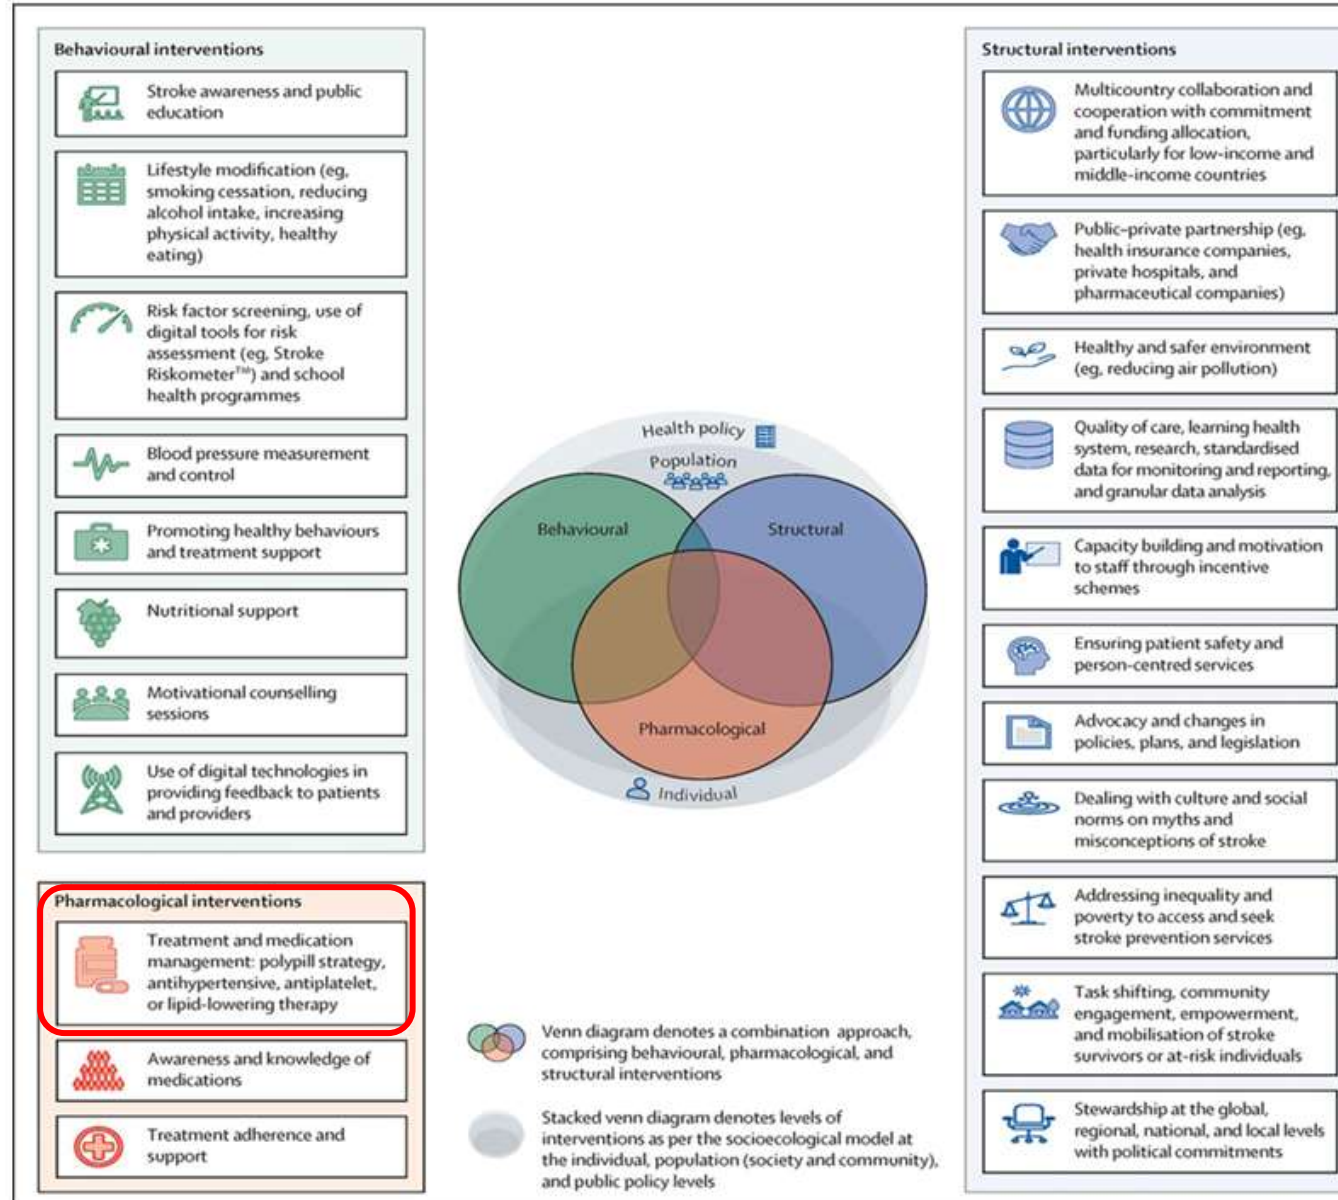 Behavioural interventions
Stroke awareness and public
education
Lifestyle modification (eg,
smoking cessation, reducing
alcohol intake, increasing
physical activity, healthy
eating)
Risk factor screening, use of
digital tools for risk
assessment (eg, Stroke
Riskometer™) and school
health programmes
Blood pressure measurement
and control
Promoting healthy behaviours
and treatment support
Nutritional support
Motivational counselling
sessions
Use of digital technologies in
providing feedback to patients
and providers
Pharmacological interventions
Treatment and medication
management: polypill strategy,
antihypertensive, antiplatelet,
or lipid-lowering therapy
Awareness and knowledge of
medications
Treatment adherence and
support
Health policy
Population
Behavioural
Structural
Pharmacological
Individual
Venn diagram denotes a combination approach,
comprising behavioural, pharmacological, and
structural interventions
Stacked venn diagram denotes levels of
interventions as per the socioecological model at
the individual, population (society and community),
and public policy levels
Structural interventions
Multicountry collaboration and
cooperation with commitment
and funding allocation,
particularly for low-income and
middle-income countries
Public–private partnership (eg,
health insurance companies,
private hospitals, and
pharmaceutical companies)
Healthy and safer environment
(eg, reducing air pollution)
Quality of care, learning health
system, research, standardised
data for monitoring and reporting,
and granular data analysis
Capacity building and motivation
to staff through incentive
schemes
Ensuring patient safety and
person-centred services
Advocacy and changes in
policies, plans, and legislation
Dealing with culture and social
norms on myths and
misconceptions of stroke
Addressing inequality and
poverty to access and seek
stroke prevention services
Task shifting, community
engagement, empowerment,
and mobilisation of stroke
survivors or at-risk individuals
Stewardship at the global,
regional, national, and local levels
with political commitments